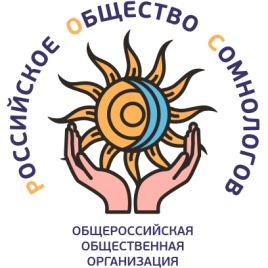 РОССИЙСКОЕ ОБЩЕСТВО СОМНОЛОГОВ
ОБЩЕРОССИЙСКАЯ
ОБЩЕСТВЕННАЯ
ОРГАНИЗАЦИЯ